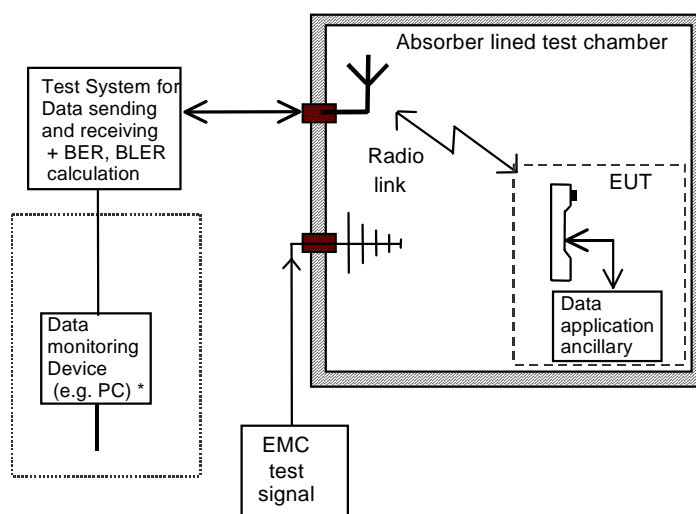 Absorber lined test chamber
Test System for
Data sending
and receiving
+ BER, BLER
calculation
Radio
link
EUT
Data
application
ancillary
Data
monitoring
Device
(e.g. PC) *
EMC
test
signal